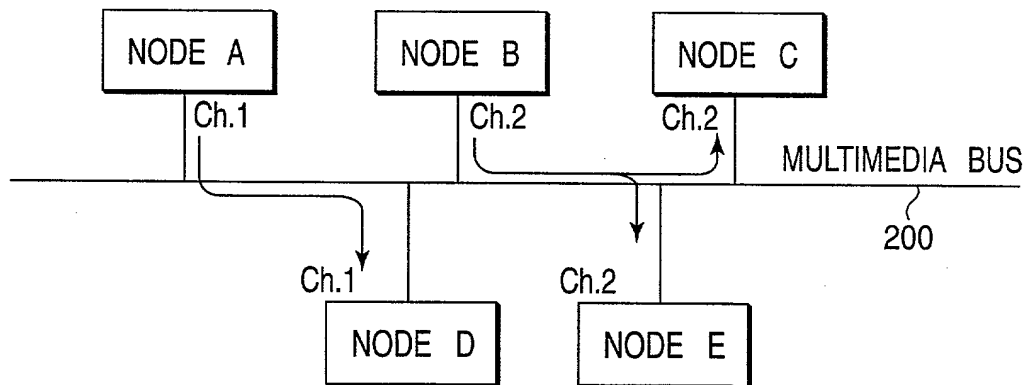 NODE A
NODE B
NODE C
Ch.1
Ch.2
Ch.2
MULTIMEDIA BUS
200
Ch.1
Ch.2
NODE D
NODE E